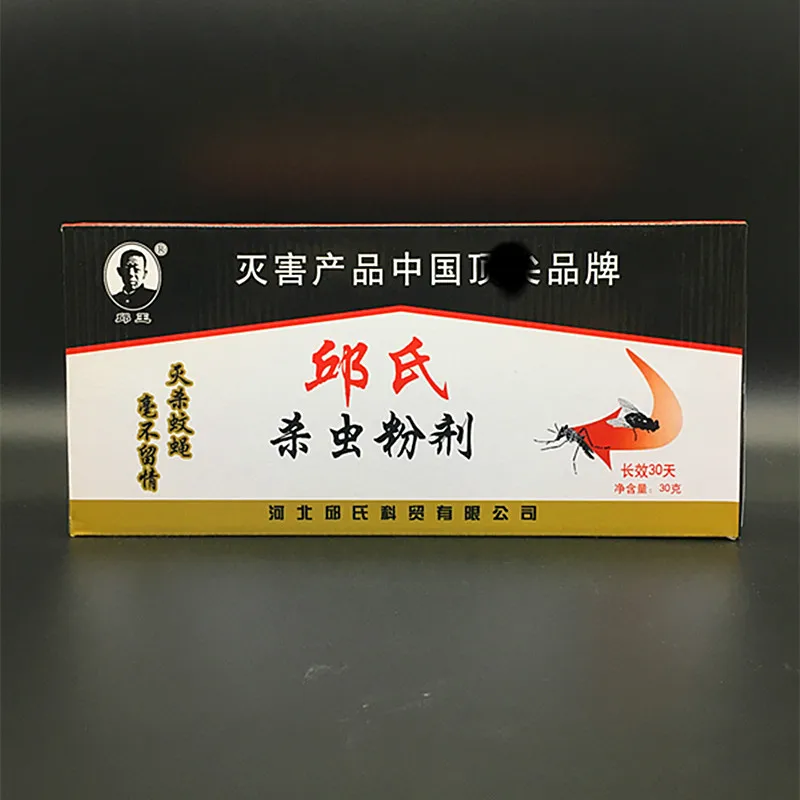 ®
邱王
灭害产品中国顶尖品牌
灭杀蚊蝇
毫不留情
邱氏
杀虫粉剂
长效30天
净含量：30克
河北邱氏科贸有限公司